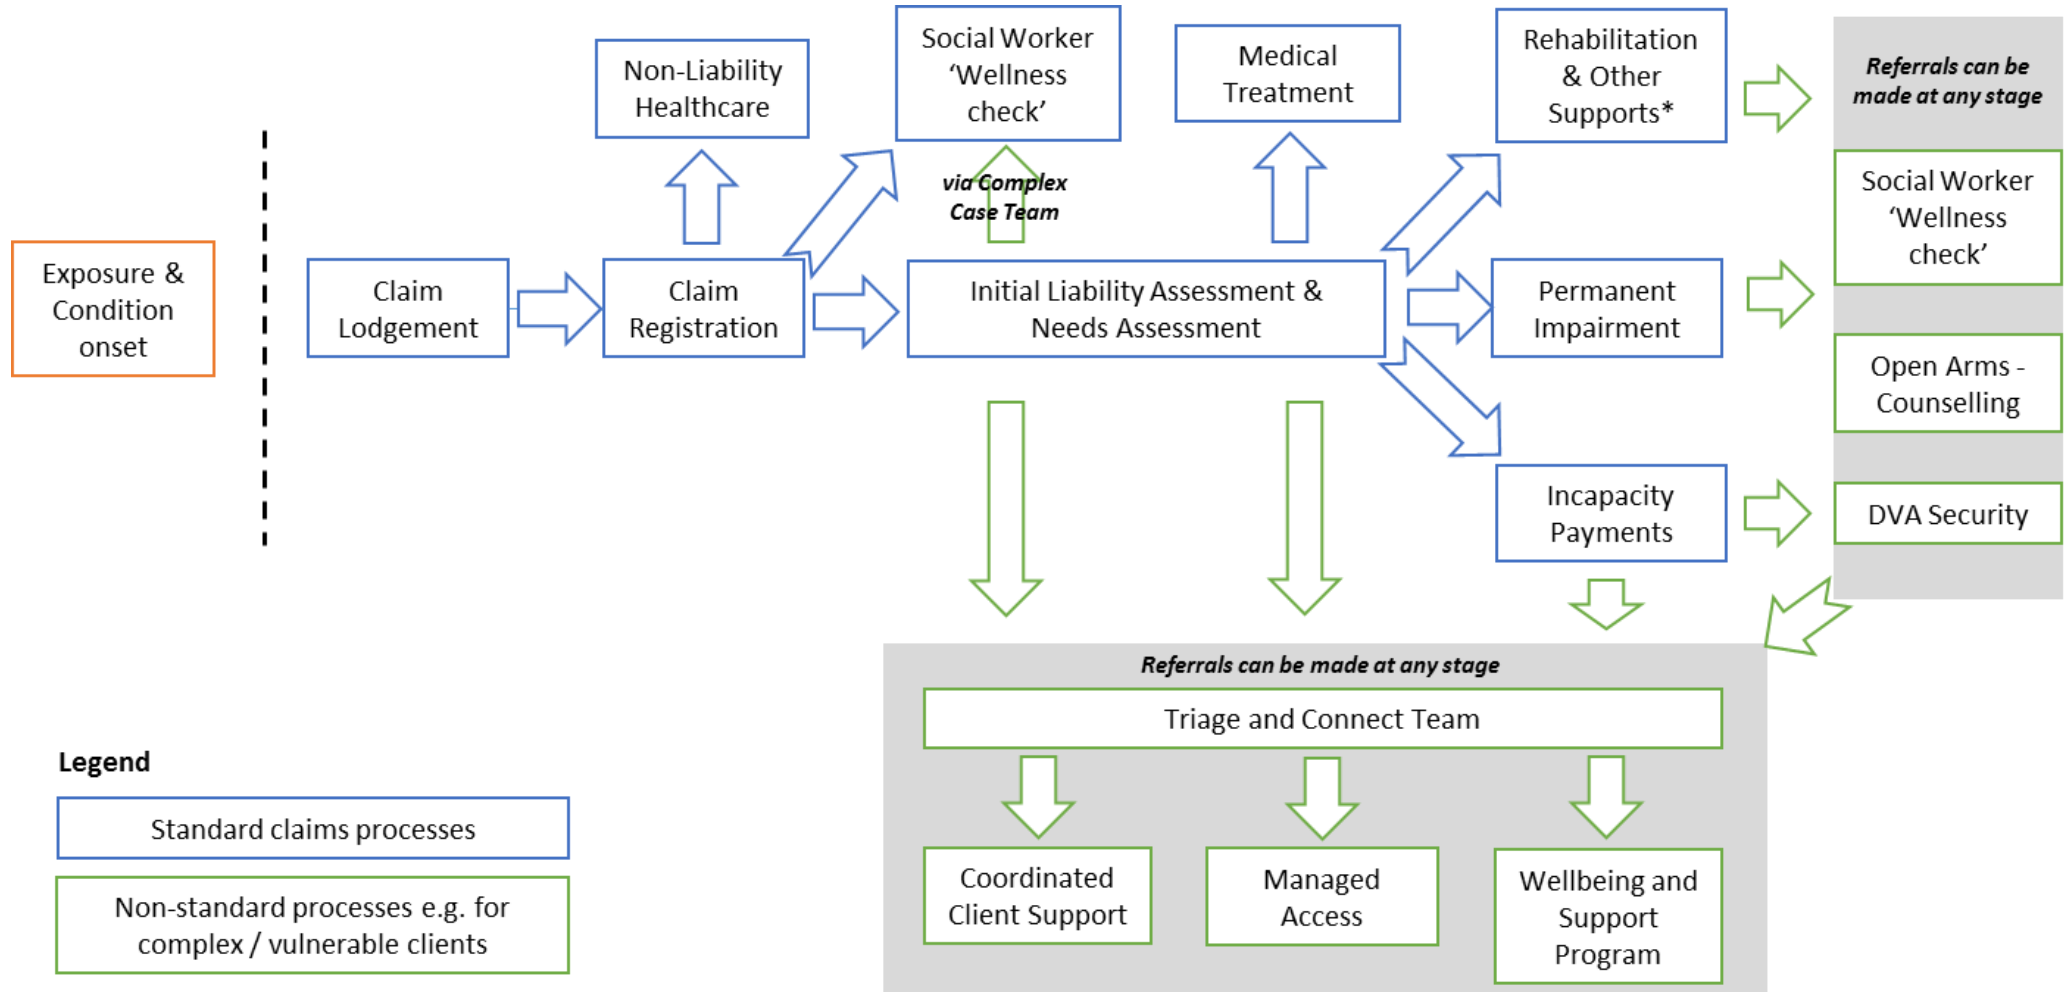 Non-Liability
Healthcare
Social Worker
‘Wellness
check’
Medical
Treatment
Rehabilitation
& Other
Supports*
Referrals can be
made at any stage
via Complex
Case Team
Social Worker
‘Wellness
check’
Exposure &
Condition
onset
Claim
Lodgement
Claim
Registration
Initial Liability Assessment &
Needs Assessment
Permanent
Impairment
Open Arms -
Counselling
Incapacity
Payments
DVA Security
Referrals can be made at any stage
Triage and Connect Team
Coordinated
Client Support
Managed
Access
Wellbeing and
Support
Program
Legend
Standard claims processes
Non-standard processes e.g. for
complex / vulnerable clients